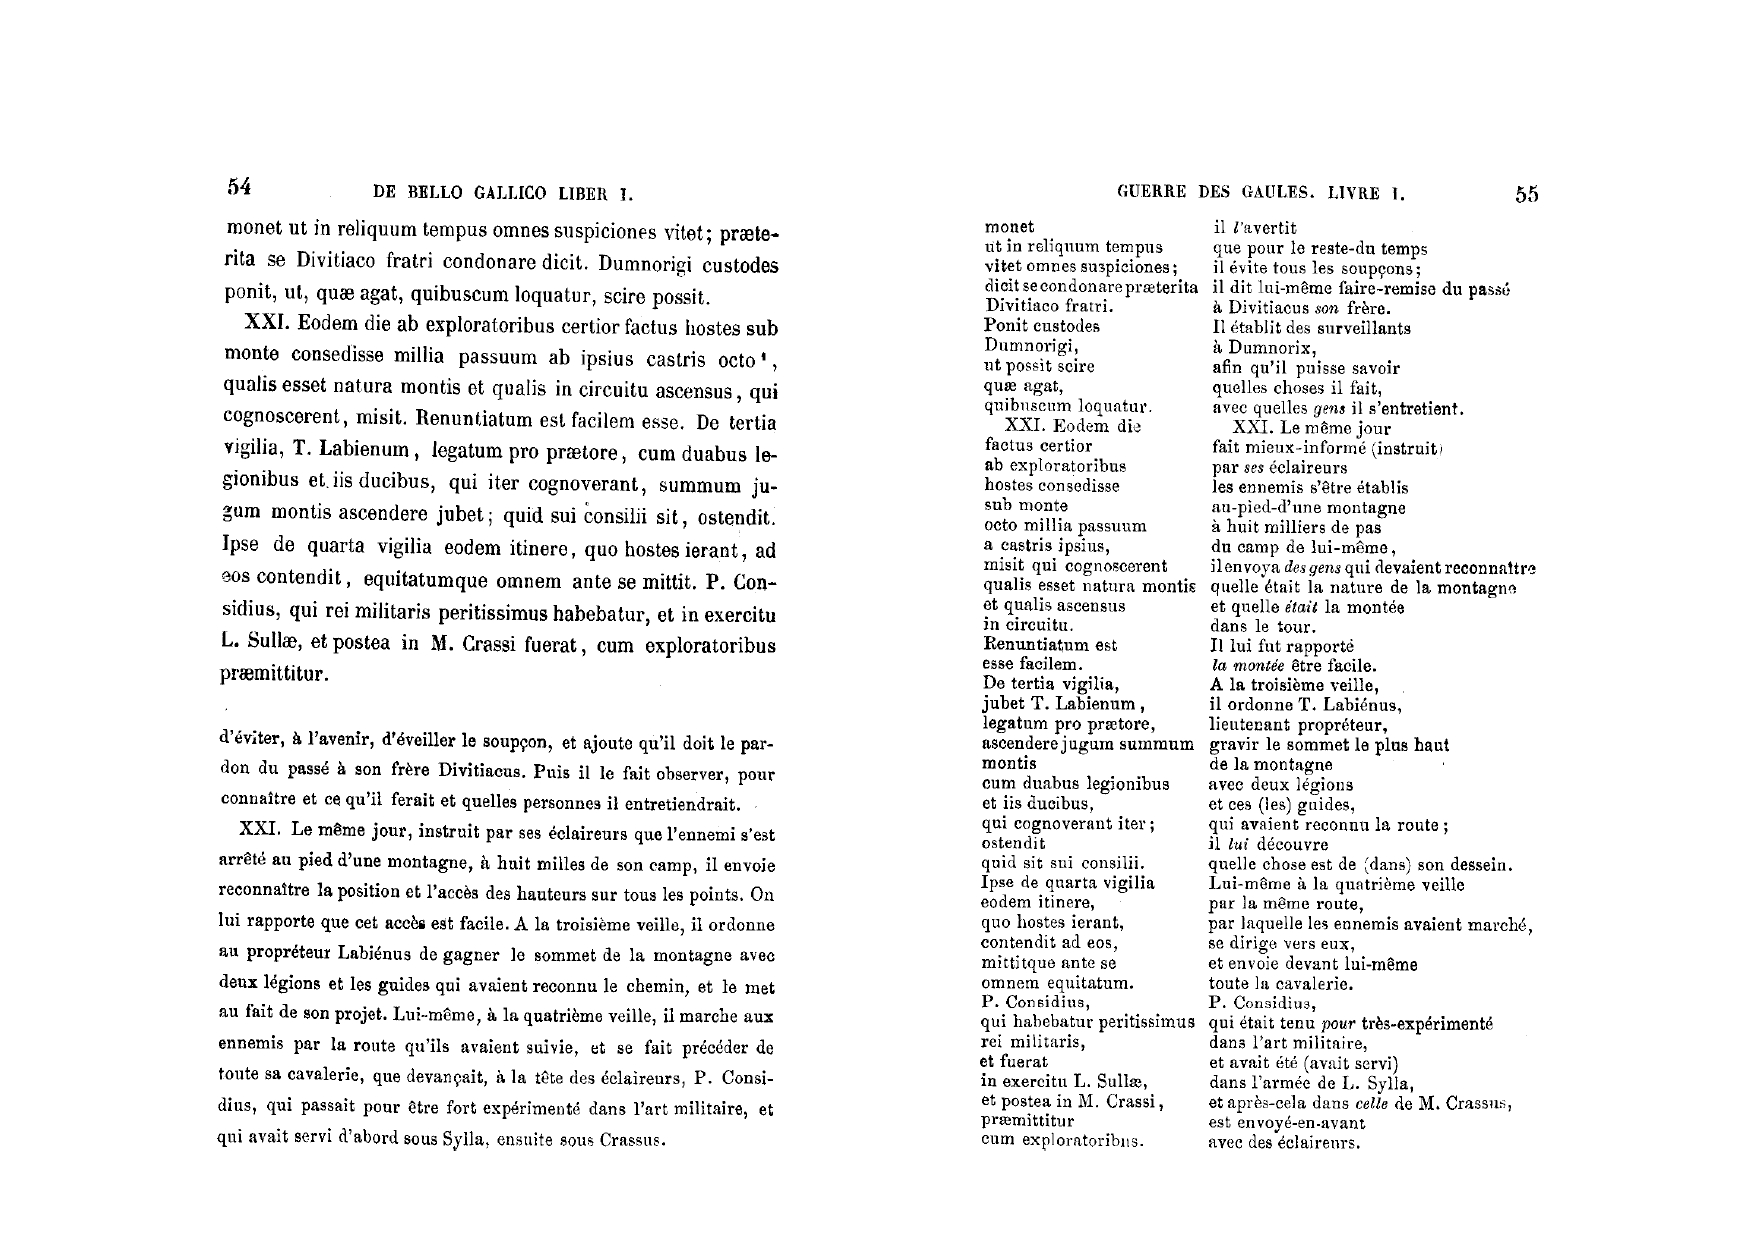 54
DE BELLO GALLICO LIBER I.
monet ut in reliquum tempus omnes suspiciones vitet; præte-
rita se Divitiaco fratri condonare dicit. Dumnorigi custodes
ponit, ut, quæ agat, quibuscum loquatur, scire possit.
XXI. Eodem die ab exploratoribus certior factus hostes sub
monte consedisse millia passuum ab ipsius castris octo¹,
qualis esset natura montis et qualis in circuitu ascensus, qui
cognoscerent, misit. Renuntiatum est facilem esse. De tertia
vigilia, T. Labienum, legatum pro prætore, cum duabus le-
gionibus et iis ducibus, qui iter cognoverant, summum ju-
gum montis ascendere jubet; quid sui consilii sit, ostendit.
Ipse de quarta vigilia eodem itinere, quo hostes ierant, ad
eos contendit, equitatumque omnem ante se mittit. P. Con-
sidius, qui rei militaris peritissimus habebatur, et in exercitu
L. Sullæ, et postea in M. Crassi fuerat, cum exploratoribus
præmittitur.
d'éviter, à l'avenir, d'éveiller le soupçon, et ajoute qu'il doit le par-
don du passé à son frère Divitiacus. Puis il le fait observer, pour
connaître et ce qu'il ferait et quelles personnes il entretiendrait.
XXI. Le même jour, instruit par ses éclaireurs que l'ennemi s'est
arrêté au pied d'une montagne, à huit milles de son camp, il envoie
reconnaître la position et l'accès des hauteurs sur tous les points. On
lui rapporte que cet accès est facile. A la troisième veille, il ordonne
au propréteur Labiénus de gagner le sommet de la montagne avec
deux légions et les guides qui avaient reconnu le chemin, et le met
au fait de son projet. Lui-même, à la quatrième veille, il marche aux
ennemis par la route qu'ils avaient suivie, et se fait précéder de
toute sa cavalerie, que devançait, à la tête des éclaireurs, P. Consi-
dius, qui passait pour être fort expérimenté dans l'art militaire, et
qui avait servi d'abord sous Sylla, ensuite sous Crassus.
GUERRE DES GAULES. LIVRE I.
55
monet
ut in reliquum tempus
vitet omnes suspiciones;
dicit se condonare præterita
Divitiaco fratri.
Ponit custodes
Dumnorigi,
ut possit scire
quæ agat,
quibuscum loquatur.
XXI. Eodem die
factus certior
ab exploratoribus
hostes consedisse
sub monte
octo millia passuum
a castris ipsius,
misit qui cognoscerent
qualis esset natura montis
et qualis ascensus
in circuitu.
Renuntiatum est
esse facilem.
De tertia vigilia,
jubet T. Labienum,
legatum pro prætore,
ascendere jugum summum
montis
cum duabus legionibus
et iis ducibus,
qui cognoverant iter;
ostendit
quid sit sui consilii.
Ipse de quarta vigilia
eodem itinere,
quo hostes ierant,
contendit ad eos,
mittitque ante se
omnem equitatum.
P. Considius,
qui habebatur peritissimus
rei militaris,
et fuerat
in exercitu L. Sullæ,
et postea in M. Crassi,
præmittitur
cum exploratoribus.
il l'avertit
que pour le reste-du temps
il évite tous les soupçons;
il dit lui-même faire-remise du passé
à Divitiacus son frère.
Il établit des surveillants
à Dumnorix,
afin qu'il puisse savoir
quelles choses il fait,
avec quelles gens il s'entretient.
XXI. Le même jour
fait mieux-informé (instruit)
par ses éclaireurs
les ennemis s'être établis
au-pied-d'une montagne
à huit milliers de pas
du camp de lui-même,
il envoya des gens qui devaient reconnaître
quelle était la nature de la montagne
et quelle était la montée
dans le tour.
Il lui fut rapporté
la montée être facile.
A la troisième veille,
il ordonne T. Labiénus,
lieutenant propréteur,
gravir le sommet le plus haut
de la montagne
avec deux légions
et ces (les) guides,
qui avaient reconnu la route;
il lui découvre
quelle chose est de (dans) son dessein.
Lui-même à la quatrième veille
par la même route,
par laquelle les ennemis avaient marché,
se dirige vers eux,
et envoie devant lui-même
toute la cavalerie.
P. Considius,
qui était tenu pour très-expérimenté
dans l'art militaire,
et avait été (avait servi)
dans l'armée de L. Sylla,
et après-cela dans celle de M. Crassus,
est envoyé-en-avant
avec des éclaireurs.